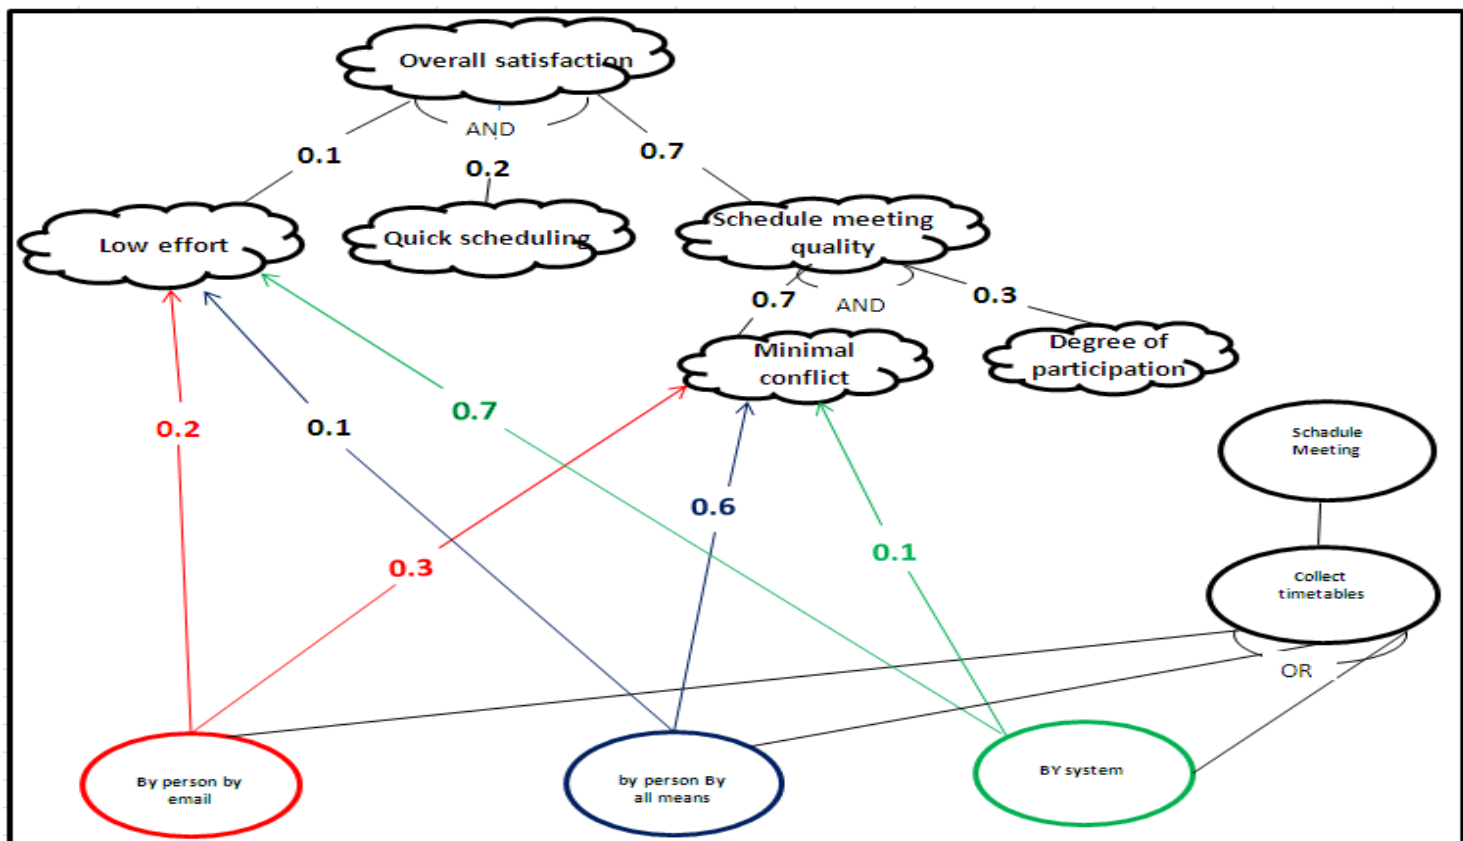 Overall satisfaction
AND
0.1
0.2
0.7
Low effort
Quick scheduling
Schedule meeting
quality
0.7
AND
0.3
Minimal
conflict
Degree of
participation
0.2
0.1
0.7
0.6
0.3
0.1
Schadule
Meeting
Collect
timetables
OR
By person by
email
by person By
all means
BY system